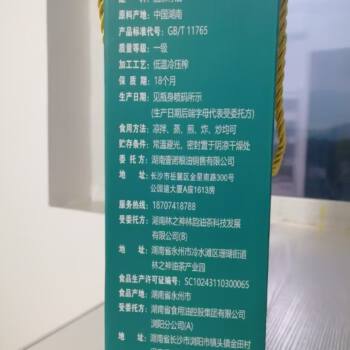 原料产地：中国湖南
产品标准代号：GB/T 11765
质量等级：一级
加工工艺：低温冷压榨
保 质 期：18个月
生产日期：见瓶身喷码所示
(生产日期后端字母代表受委托方)
食用方法：凉拌、蒸、煎、炸、炒均可
贮存条件：常温避光，密封置于阴凉干燥处
委 托 方：湖南壹诺粮油销售有限公司
地 址：长沙市岳麓区金星南路300号
公园道大厦A座1613房
服务热线：18707418788
受委托方：湖南林之神林韵油茶科技发展
有限公司(B)
地 址：湖南省永州市冷水滩区珊瑚街道
林之神油茶产业园
食品生产许可证编号：SC10243110300065
食品产地：湖南省永州市
受委托方：湖南省食用油控股集团有限公司
浏阳分公司(A)
地 址：湖南省长沙市浏阳市镇头镇金田村